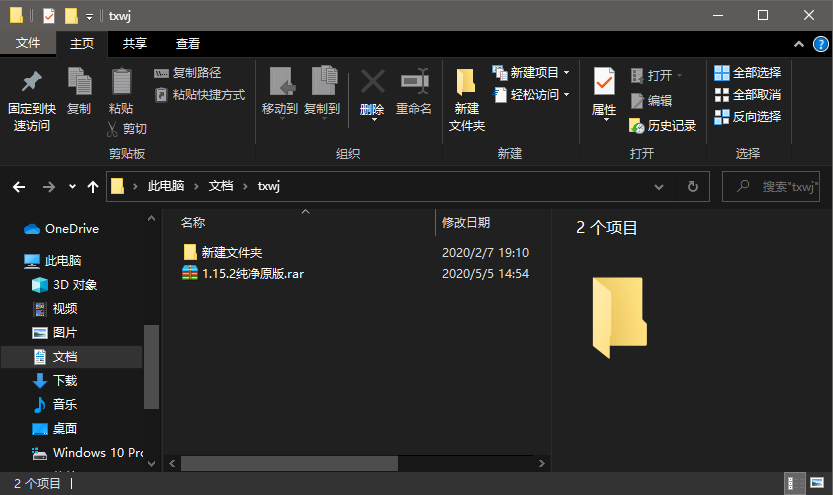 txwj
文件 主页 共享 查看
固定到快速访问 复制 粘贴 复制路径 粘贴快捷方式 剪切
移动到 复制到 删除 重命名
新建文件夹 新建项目 轻松访问
属性 打开 编辑 历史记录
全部选择 全部取消 反向选择
剪贴板 组织 新建 打开 选择
此电脑 文档 txwj 搜索"txwj"
OneDrive
此电脑
3D 对象
视频
图片
文档
下载
音乐
桌面
Windows 10 Pro
名称 修改日期
新建文件夹 2020/2/7 19:10
1.15.2纯净原版.rar 2020/5/5 14:54
2 个项目
2 个项目